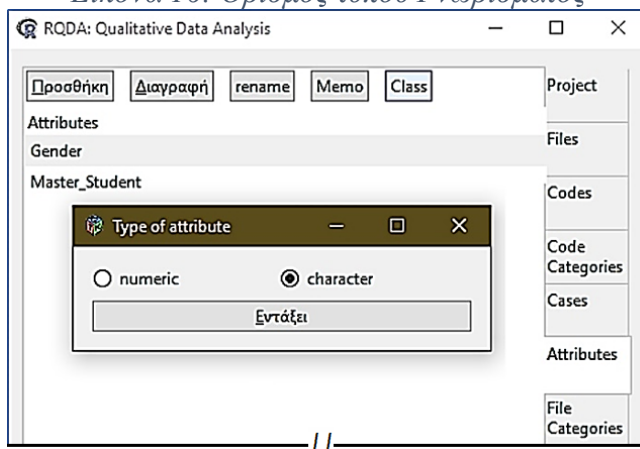 RQDA: Qualitative Data Analysis
Προσθήκη Διαγραφή rename Memo Class
Attributes
Gender
Master_Student
Type of attribute
numeric character
Εντάξει
Project
Files
Codes
Code
Categories
Cases
Attributes
File
Categories